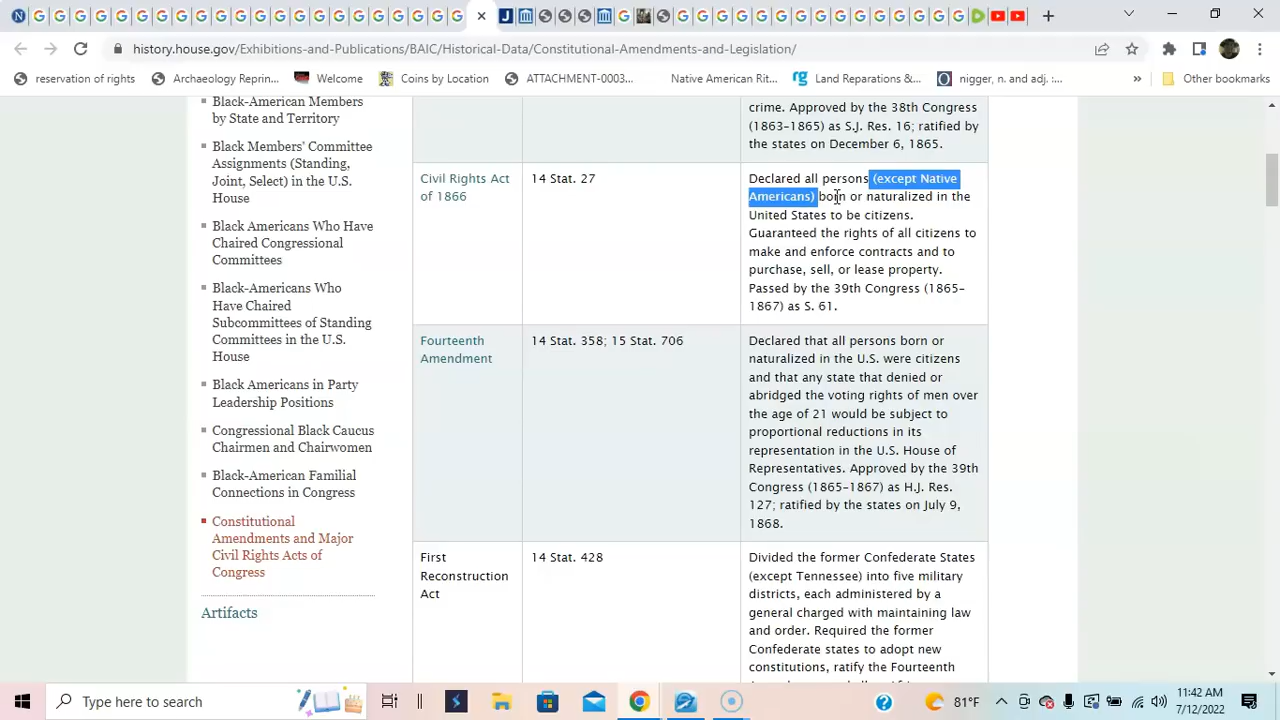 history.house.gov/Exhibitions-and-Publications/BAIC/Historical-Data/Constitutional-Amendments-and-Legislation/
reservation of rights
Archaeology Reprin...
Welcome
Coins by Location
ATTACHMENT-0003...
Native American Rit...
Land Reparations &...
nigger, n. and adj. :...
»
Other bookmarks
Black-American Members
by State and Territory
Black Members' Committee
Assignments (Standing,
Joint, Select) in the U.S.
House
Black Americans Who Have
Chaired Congressional
Committees
Black-Americans Who
Have Chaired
Subcommittees of Standing
Committees in the U.S.
House
Black Americans in Party
Leadership Positions
Congressional Black Caucus
Chairmen and Chairwomen
Black-American Familial
Connections in Congress
Constitutional
Amendments and Major
Civil Rights Acts of
Congress
Artifacts
crime. Approved by the 38th Congress
(1863–1865) as S.J. Res. 16; ratified by
the states on December 6, 1865.
Civil Rights Act
of 1866
14 Stat. 27
Declared all persons (except Native
Americans) born or naturalized in the
United States to be citizens.
Guaranteed the rights of all citizens to
make and enforce contracts and to
purchase, sell, or lease property.
Passed by the 39th Congress (1865–
1867) as S. 61.
Fourteenth
Amendment
14 Stat. 358; 15 Stat. 706
Declared that all persons born or
naturalized in the U.S. were citizens
and that any state that denied or
abridged the voting rights of men over
the age of 21 would be subject to
proportional reductions in its
representation in the U.S. House of
Representatives. Approved by the 39th
Congress (1865–1867) as H.J. Res.
127; ratified by the states on July 9,
1868.
First
Reconstruction
Act
14 Stat. 428
Divided the former Confederate States
(except Tennessee) into five military
districts, each administered by a
general charged with maintaining law
and order. Required the former
Confederate states to adopt new
constitutions, ratify the Fourteenth
Type here to search
81°F
11:42 AM
7/12/2022